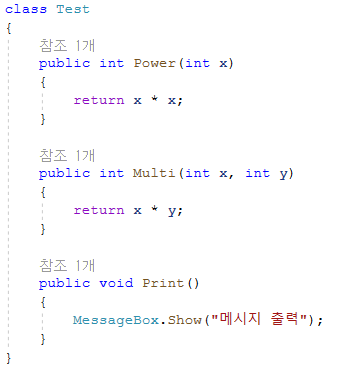 class Test
{
참조 1개
public int Power(int x)
{
return x * x;
}
참조 1개
public int Multi(int x, int y)
{
return x * y;
}
참조 1개
public void Print()
{
MessageBox.Show("메시지 출력");
}
}